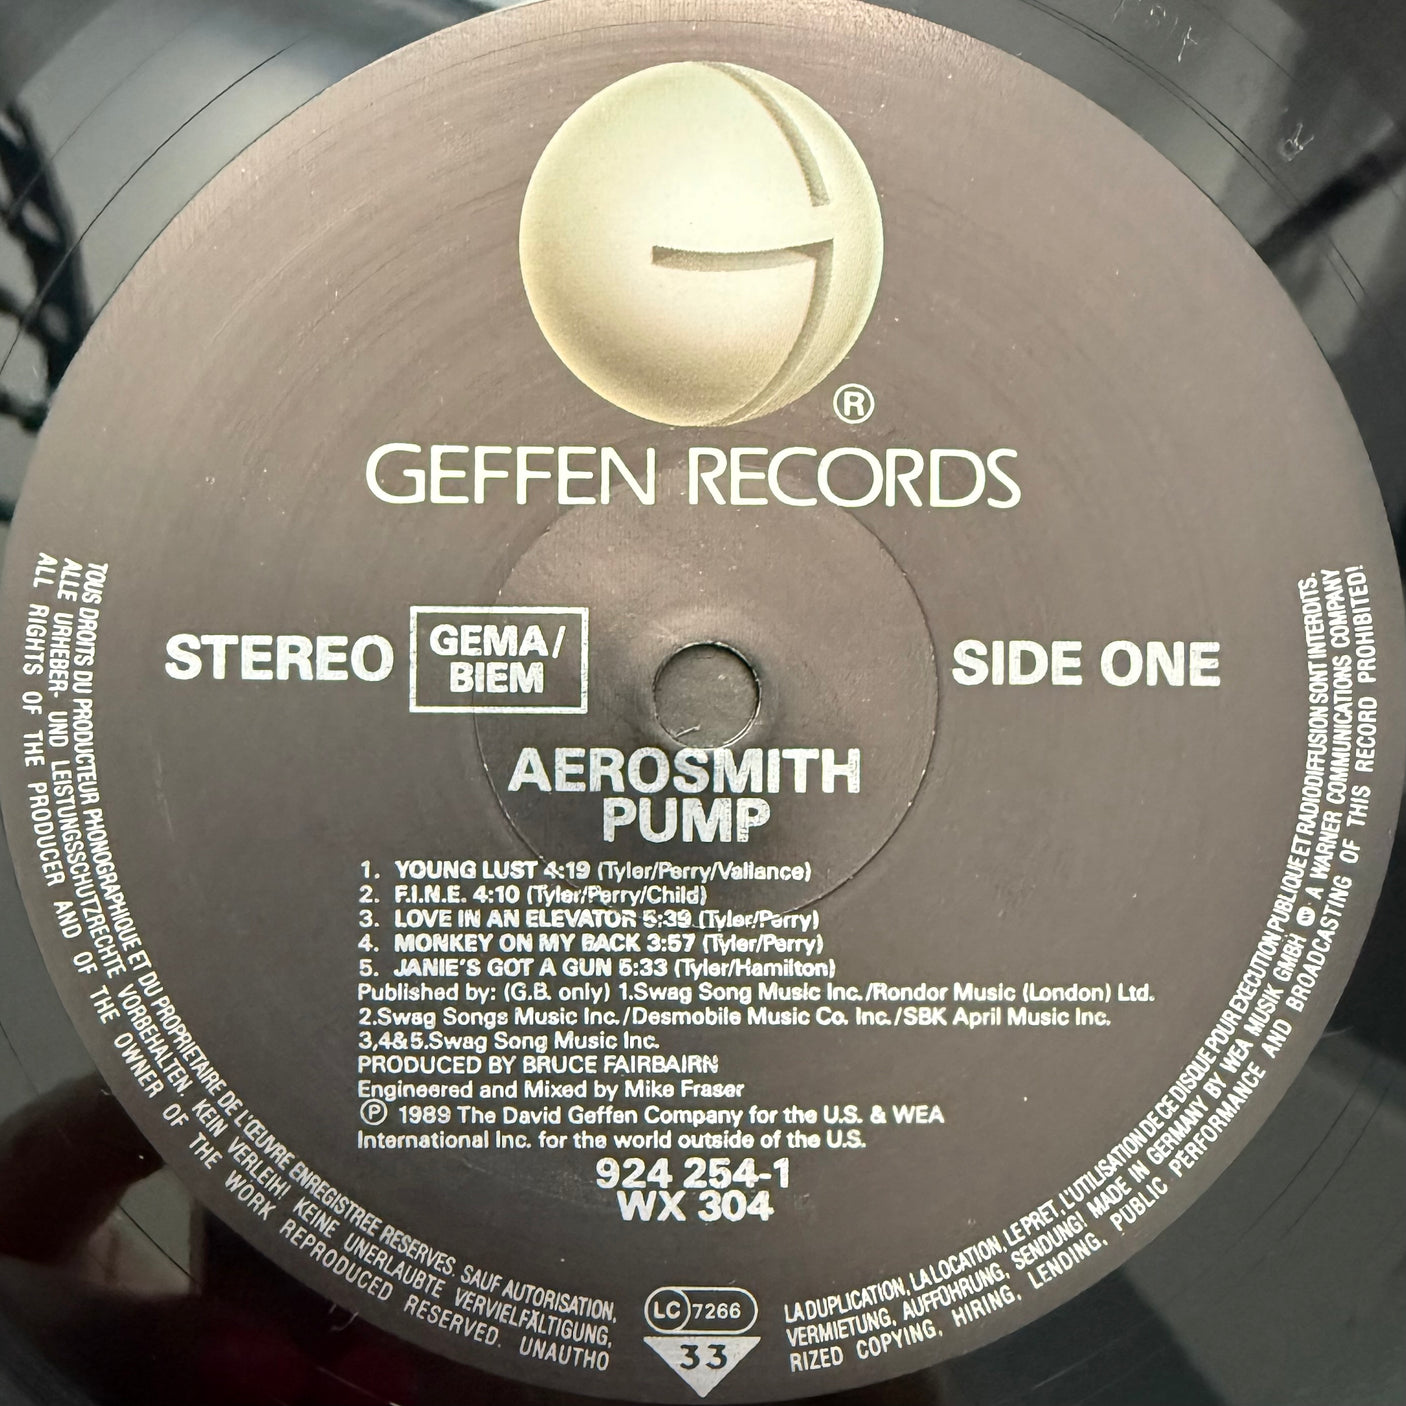 ®
GEFFEN RECORDS
STEREO
GEMA/
BIEM
SIDE ONE
AEROSMITH
PUMP
1. YOUNG LUST 4:19 (Tyler/Perry/Vallance)
2. F.I.N.E. 4:10 (Tyler/Perry/Child)
3. LOVE IN AN ELEVATOR 5:39 (Tyler/Perry)
4. MONKEY ON MY BACK 3:57 (Tyler/Perry)
5. JANIE'S GOT A GUN 5:33 (Tyler/Hamilton)
Published by: (G.B. only) 1.Swag Song Music Inc./Rondor Music (London) Ltd.
2.Swag Songs Music Inc./Desmobile Music Co. Inc./SBK April Music Inc.
3,4&5.Swag Song Music Inc.
PRODUCED BY BRUCE FAIRBAIRN
Engineered and Mixed by Mike Fraser
℗ 1989 The David Geffen Company for the U.S. & WEA
International Inc. for the world outside of the U.S.
924 254-1
WX 304
LC 7266
33
TOUS DROITS DU PRODUCTEUR PHONOGRAPHIQUE ET DU PROPRIETAIRE DE L'ŒUVRE ENREGISTREE RESERVES. SAUF AUTORISATION, LA DUPLICATION, LA LOCATION, LE PRET, L'UTILISATION DE CE DISQUE POUR EXECUTION PUBLIQUE ET RADIODIFFUSION SONT INTERDITS.
ALLE URHEBER- UND LEISTUNGSSCHUTZRECHTE VORBEHALTEN. KEIN VERLEIH! KEINE UNERLAUBTE VERVIELFÄLTIGUNG, VERMIETUNG, AUFFÜHRUNG, SENDUNG! MADE IN GERMANY BY WEA MUSIK GMBH A WARNER COMMUNICATIONS COMPANY
ALL RIGHTS OF THE PRODUCER AND OF THE OWNER OF THE WORK REPRODUCED RESERVED. UNAUTHORIZED COPYING, HIRING, LENDING, PUBLIC PERFORMANCE AND BROADCASTING OF THIS RECORD PROHIBITED!